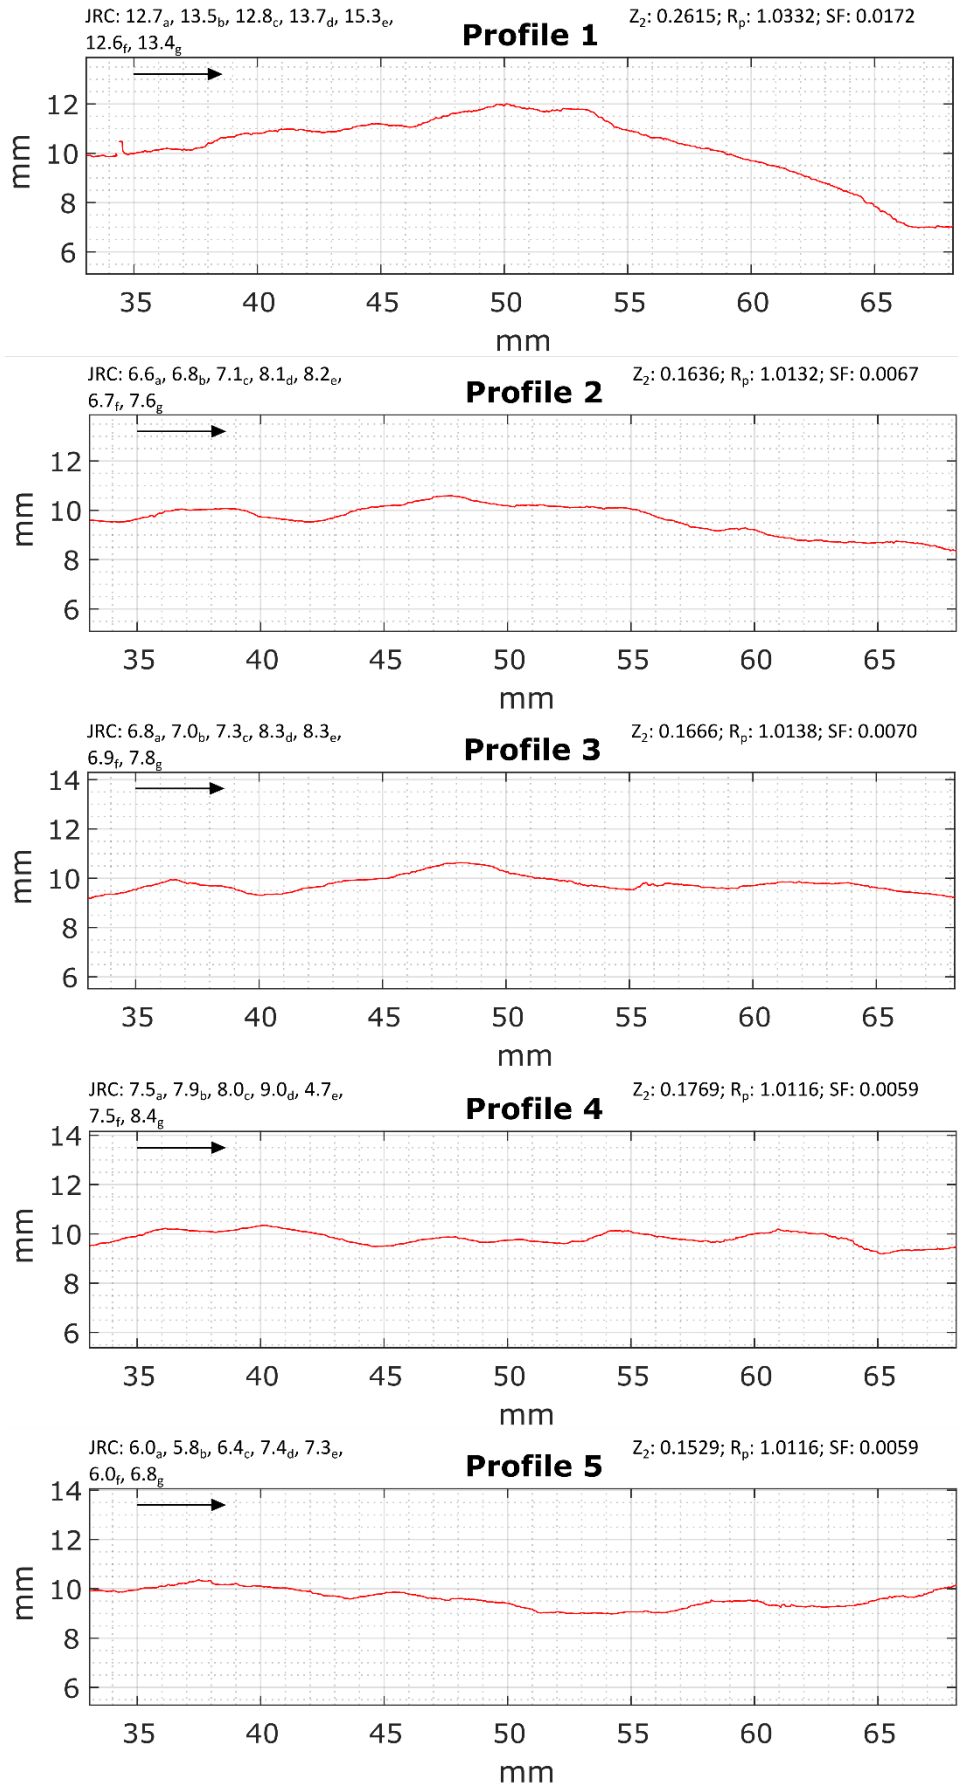 JRC: 12.7a, 13.5b, 12.8c, 13.7d, 15.3e,
12.6f, 13.4g
Profile 1
Z2: 0.2615; Rp: 1.0332; SF: 0.0172
mm
12
10
8
6
35 40 45 50 55 60 65
mm
JRC: 6.6a, 6.8b, 7.1c, 8.1d, 8.2e,
6.7f, 7.6g
Profile 2
Z2: 0.1636; Rp: 1.0132; SF: 0.0067
mm
12
10
8
6
35 40 45 50 55 60 65
mm
JRC: 6.8a, 7.0b, 7.3c, 8.3d, 8.3e,
6.9f, 7.8g
Profile 3
Z2: 0.1666; Rp: 1.0138; SF: 0.0070
mm
14
12
10
8
6
35 40 45 50 55 60 65
mm
JRC: 7.5a, 7.9b, 8.0c, 9.0d, 4.7e,
7.5f, 8.4g
Profile 4
Z2: 0.1769; Rp: 1.0116; SF: 0.0059
mm
14
12
10
8
6
35 40 45 50 55 60 65
mm
JRC: 6.0a, 5.8b, 6.4c, 7.4d, 7.3e,
6.0f, 6.8g
Profile 5
Z2: 0.1529; Rp: 1.0116; SF: 0.0059
mm
14
12
10
8
6
35 40 45 50 55 60 65
mm